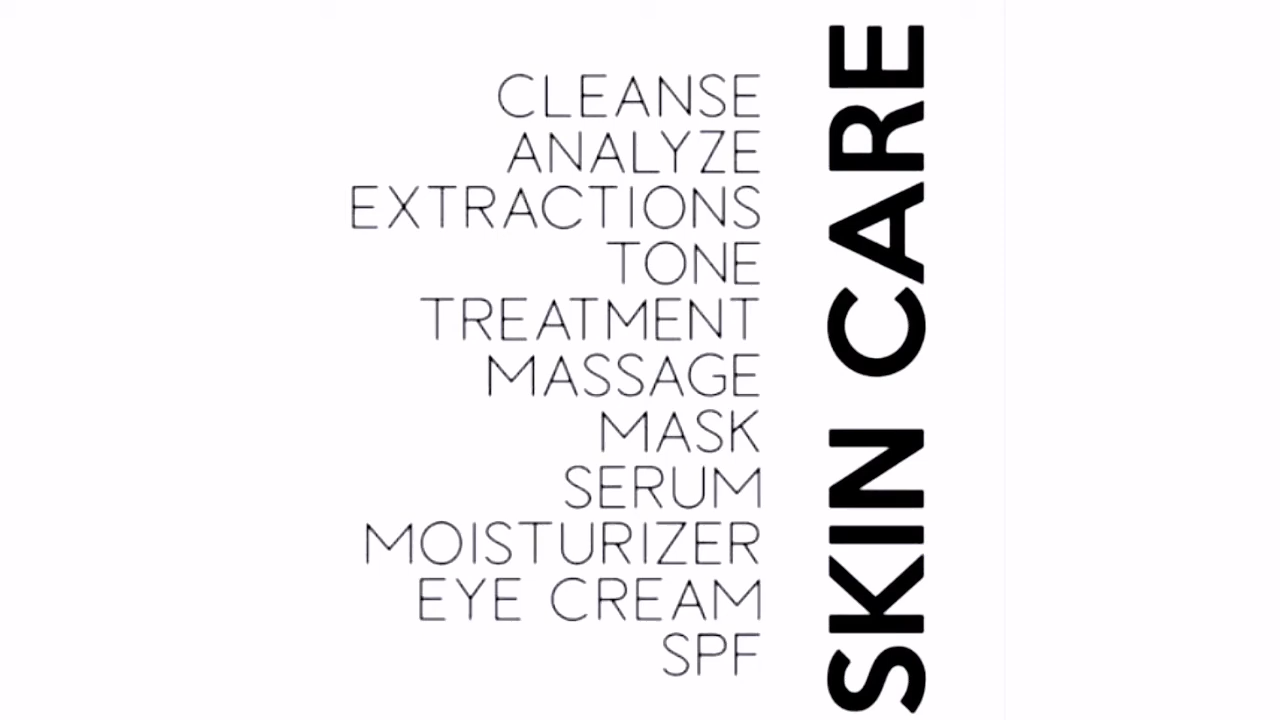 CLEANSE
ANALYZE
EXTRACTIONS
TONE
TREATMENT
MASSAGE
MASK
SERUM
MOISTURIZER
EYE CREAM
SPF
SKIN CARE